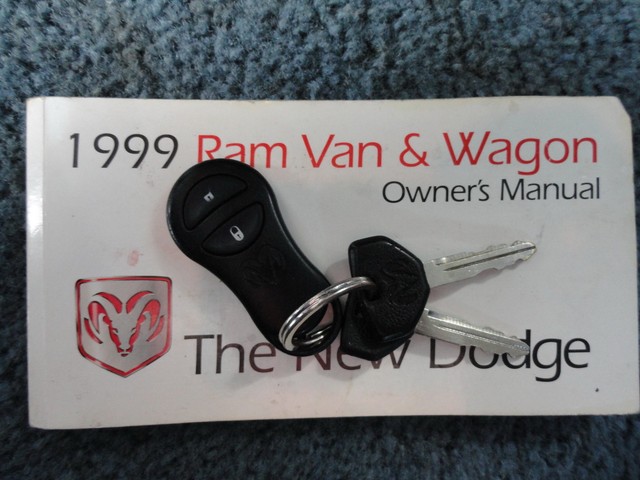 1999 Ram Van & Wagon
Owner's Manual
The New Dodge